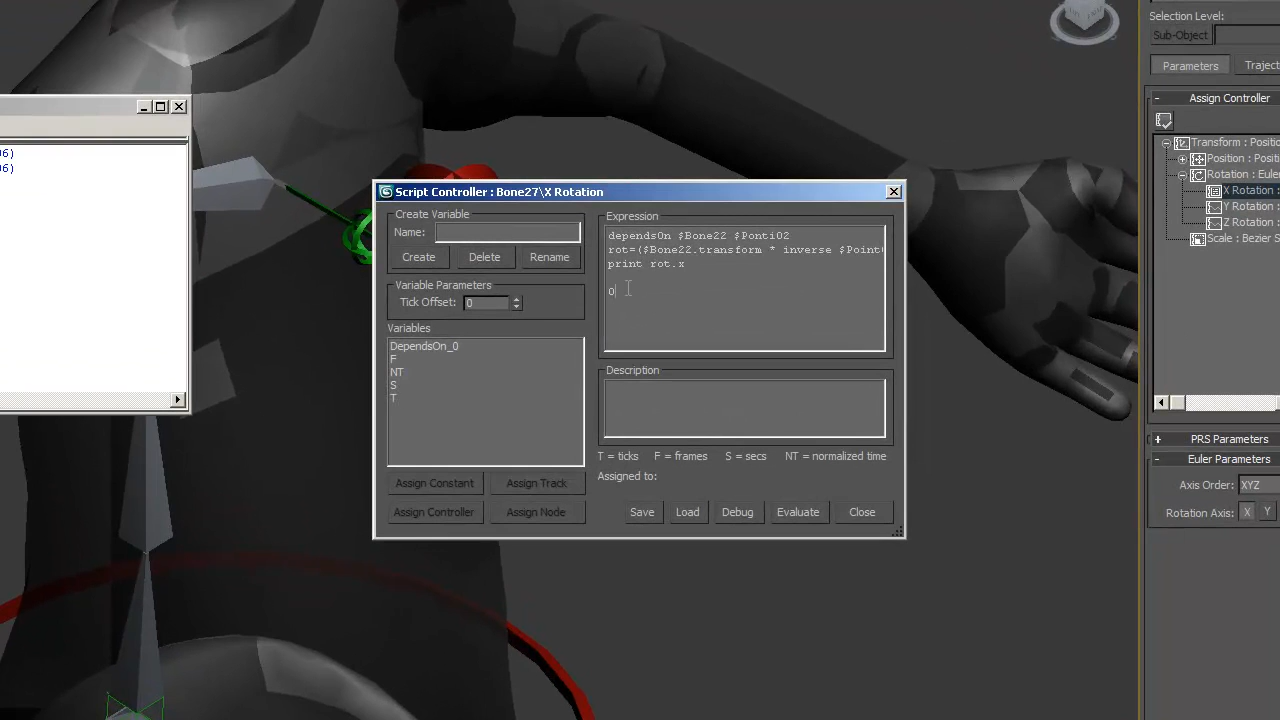 Selection Level:
Sub-Object
Parameters
Traject
Assign Controller
Transform : Positio
Position : Positi
Rotation : Euler
X Rotation :
Y Rotation :
Z Rotation :
Scale : Bezier S
PRS Parameters
Euler Parameters
Axis Order: XYZ
Rotation Axis: X Y
06)
06)
Script Controller : Bone27\X Rotation
Create Variable
Name:
Create Delete Rename
Variable Parameters
Tick Offset: 0
Variables
DependsOn_0
F
NT
S
T
Assign Constant Assign Track
Assign Controller Assign Node
Expression
dependsOn $Bone22 $Ponti02
rot=($Bone22.transform * inverse $Point
print rot.x
0
Description
T = ticks F = frames S = secs NT = normalized time
Assigned to:
Save Load Debug Evaluate Close